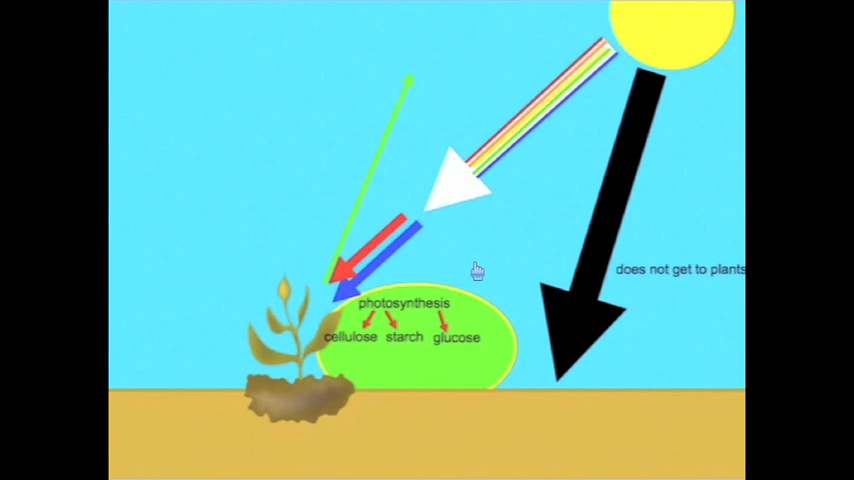 does not get to plants
photosynthesis
cellulose starch glucose